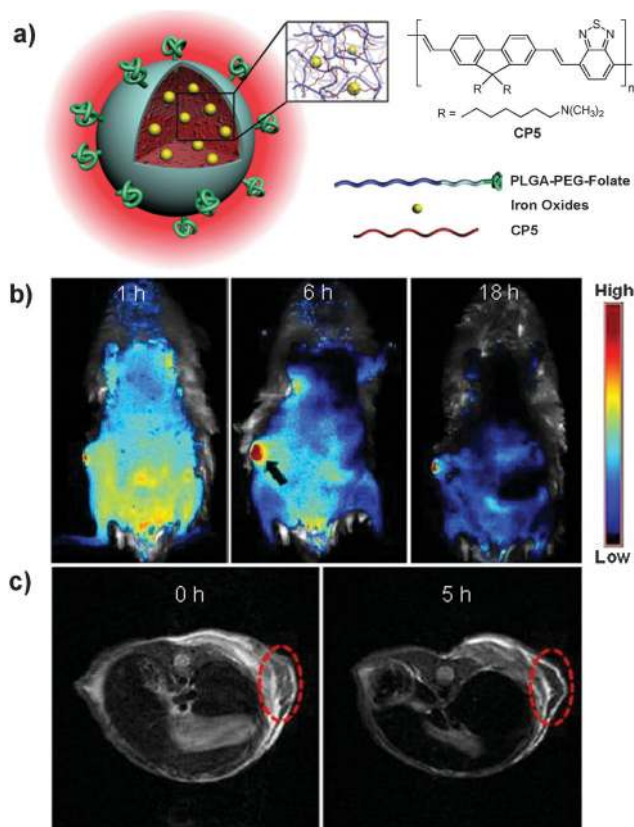 a)
S
N N
n
R R
R = N(CH₃)₂
CP5
PLGA-PEG-Folate
Iron Oxides
CP5
b)
1 h
6 h
18 h
High
Low
c)
0 h
5 h